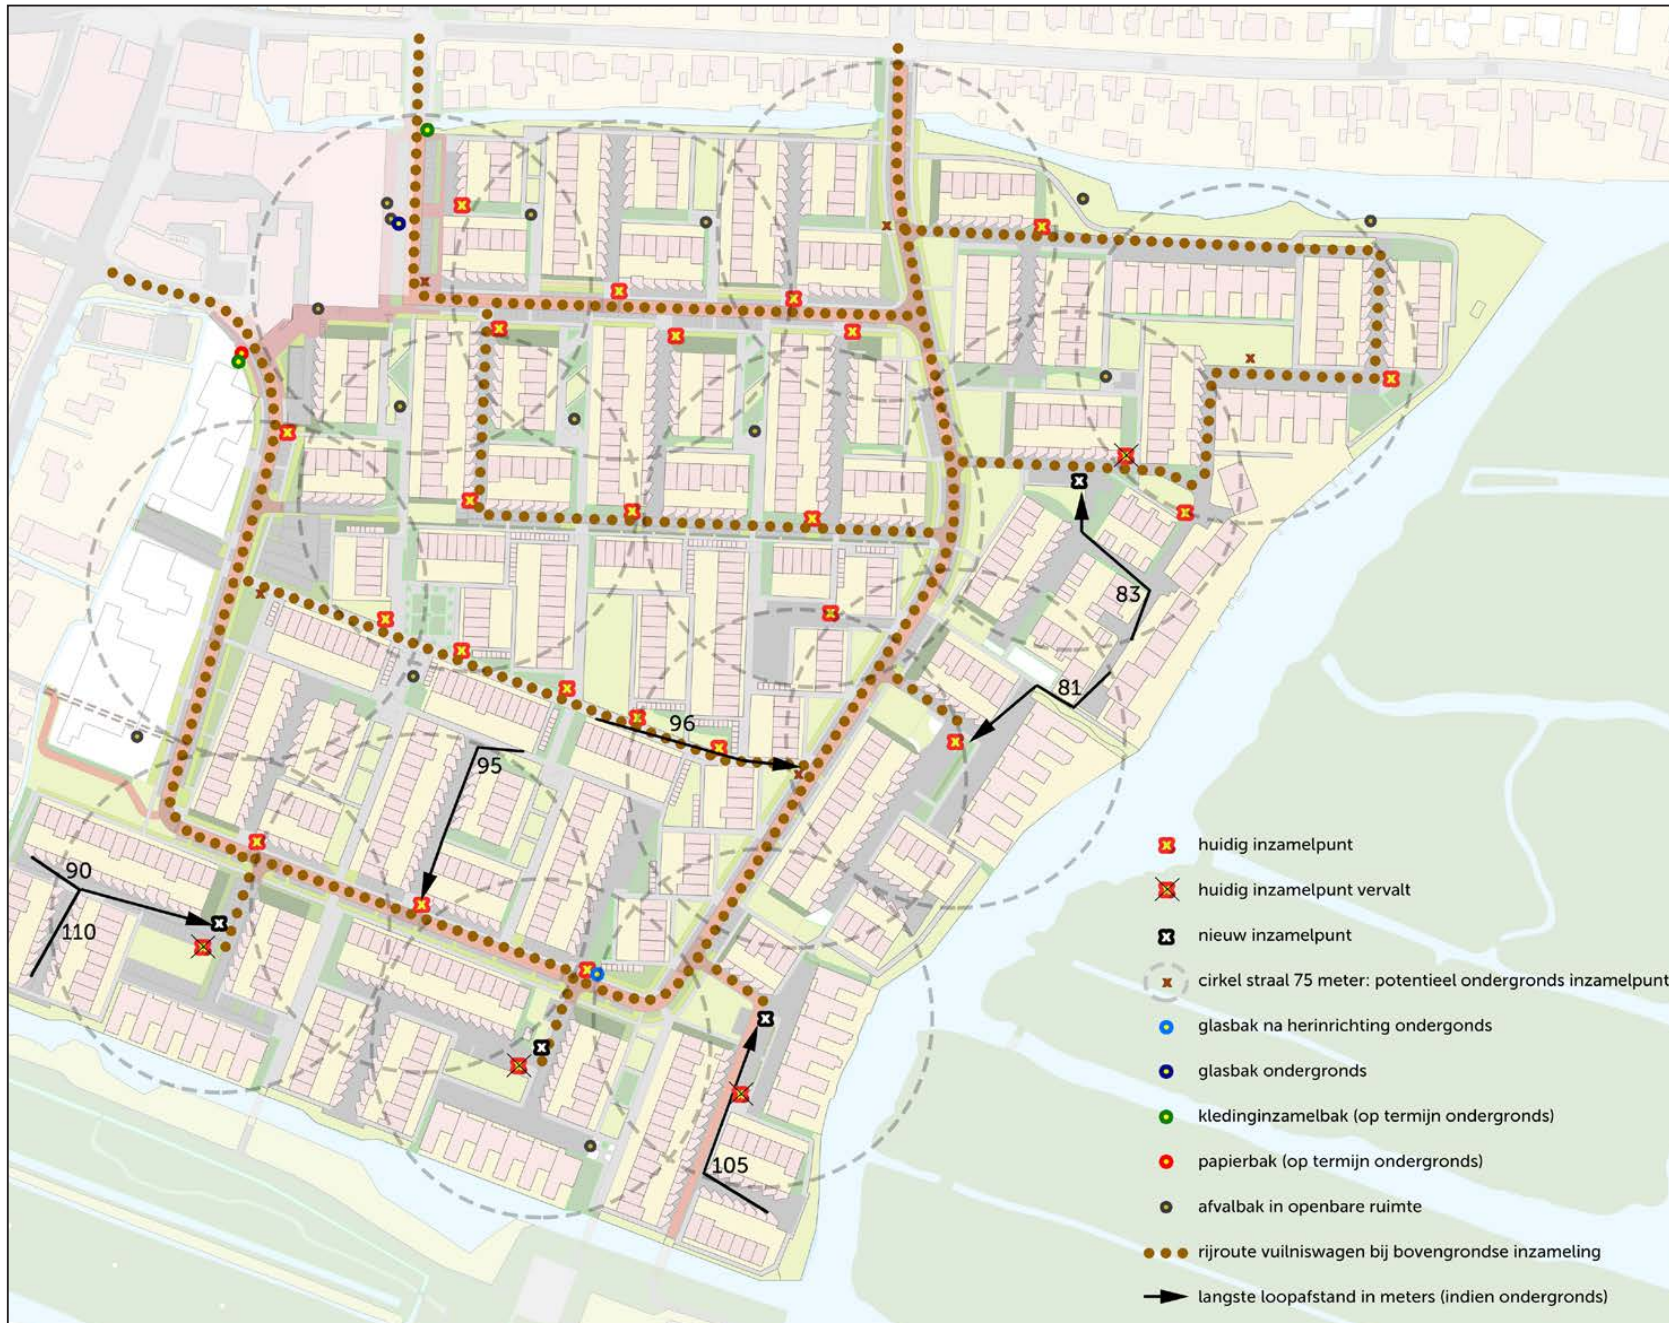 83
81
96
95
90
110
105
huidig inzamelpunt
huidig inzamelpunt vervalt
nieuw inzamelpunt
cirkel straal 75 meter: potentieel ondergronds inzamelpunt
glasbak na herinrichting ondergonds
glasbak ondergronds
kledinginzamelbak (op termijn ondergronds)
papierbak (op termijn ondergronds)
afvalbak in openbare ruimte
rijroute vuilniswagen bij bovengrondse inzameling
langste loopafstand in meters (indien ondergronds)